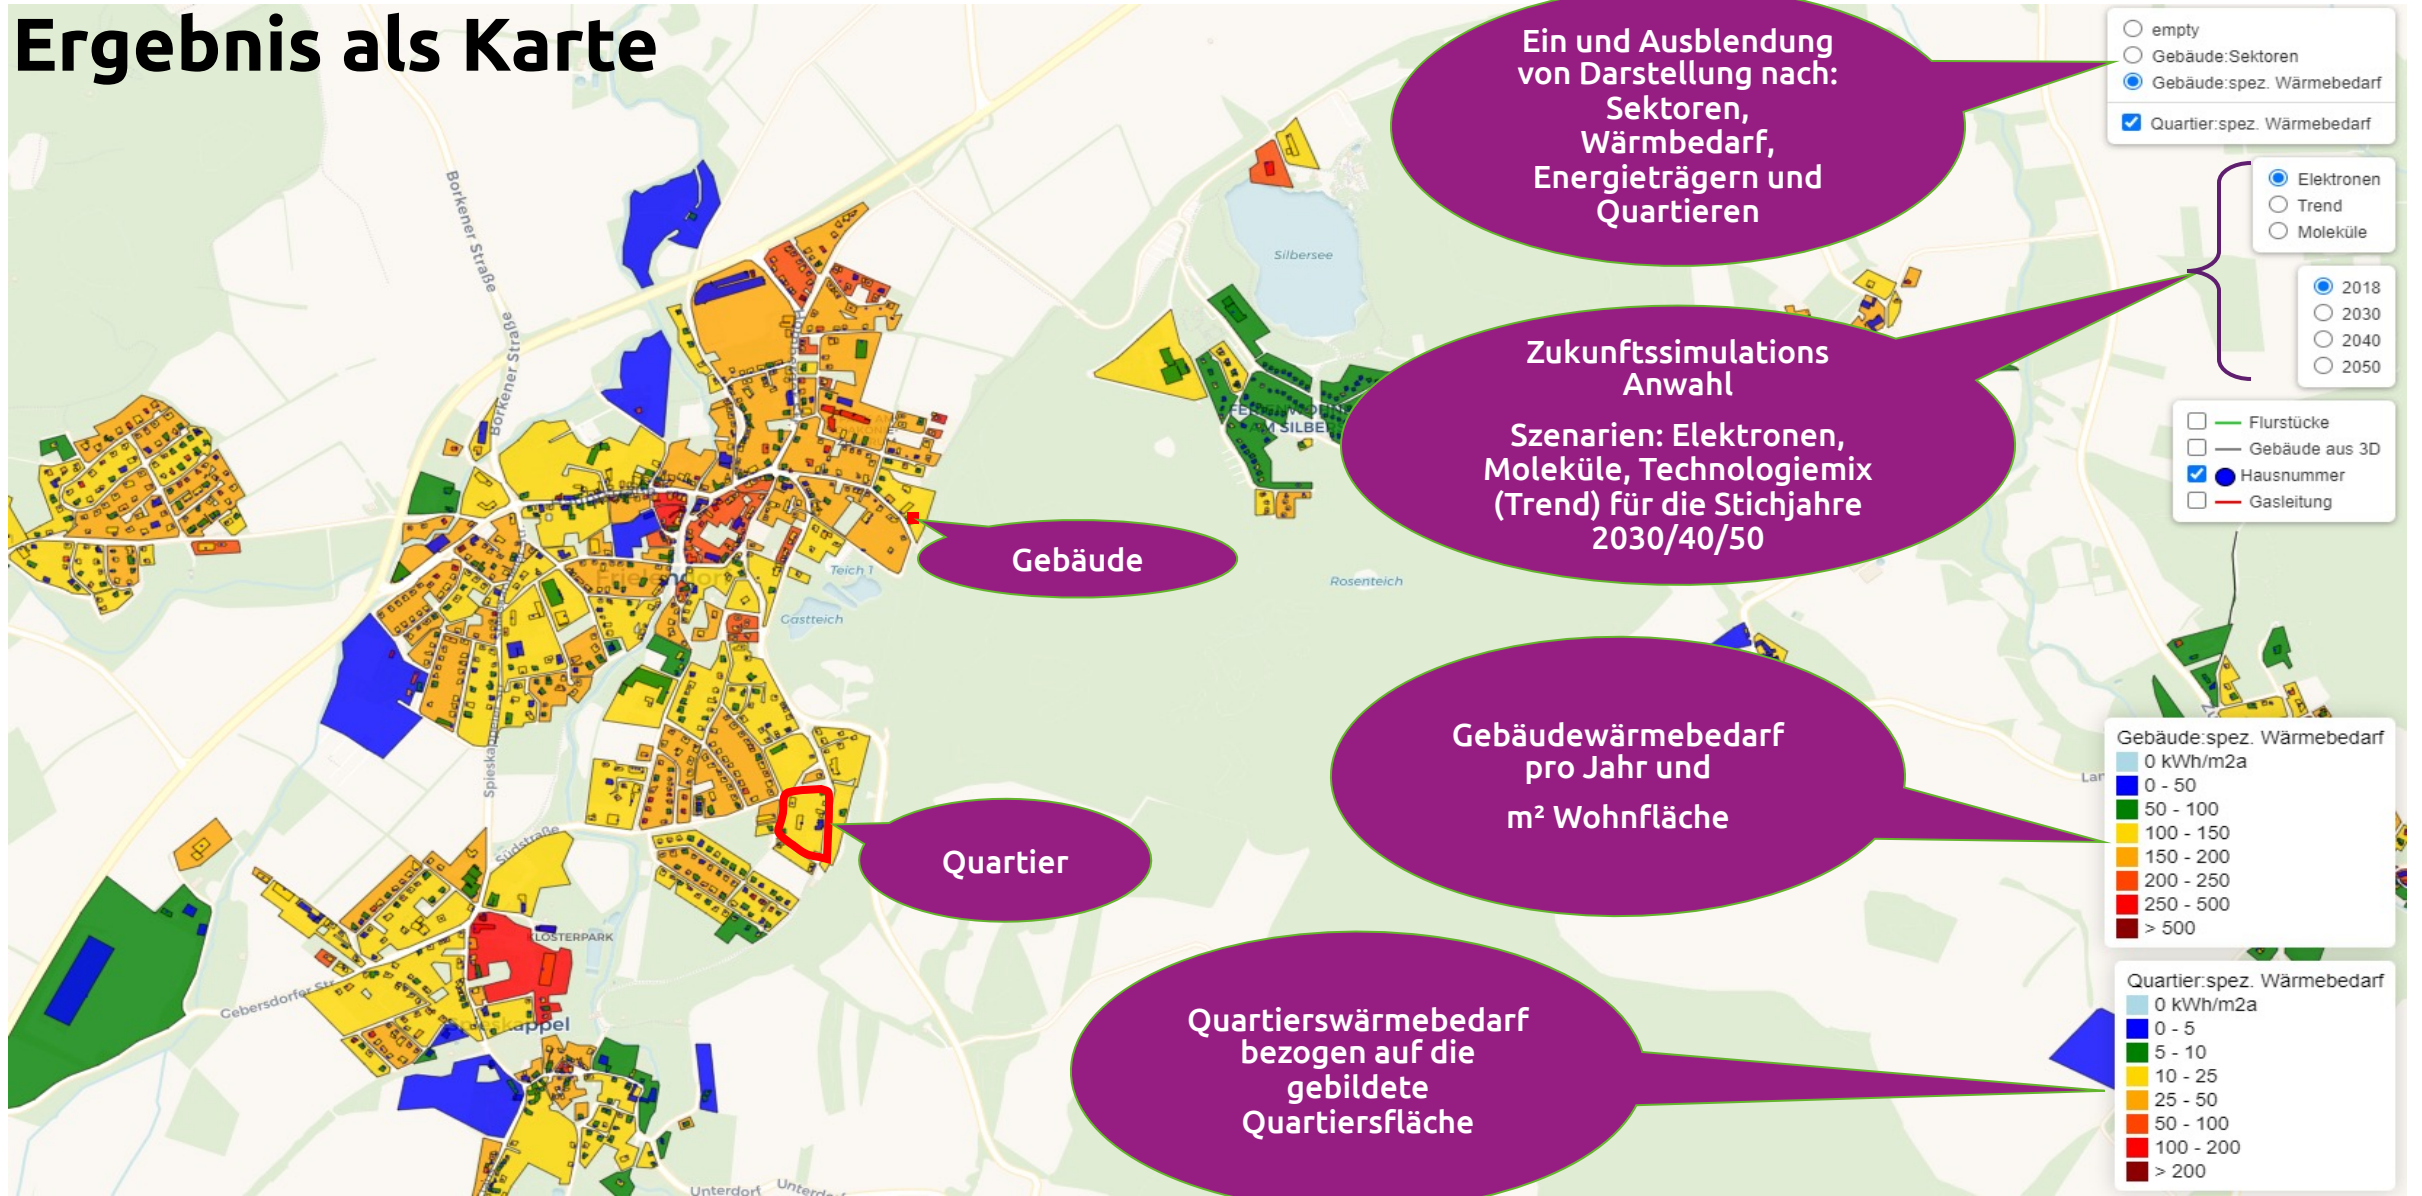 Ergebnis als Karte
Ein und Ausblendung
von Darstellung nach:
Sektoren,
Wärmbedarf,
Energieträgern und
Quartieren
empty
Gebäude:Sektoren
Gebäude:spez. Wärmebedarf
Quartier:spez. Wärmebedarf
Elektronen
Trend
Moleküle
2018
2030
2040
2050
Zukunftssimulations
Anwahl
Szenarien: Elektronen,
Moleküle, Technologiemix
(Trend) für die Stichjahre
2030/40/50
Flurstücke
Gebäude aus 3D
Hausnummer
Gasleitung
Borkener Straße
Borkener Straße
Silbersee
AM SILBER
Gebäude
Teich 1
Gastteich
Rosenteich
Gebäudewärmebedarf
pro Jahr und
m² Wohnfläche
Quartier
Südstraße
KLOSTERPARK
Gebersdorfer Str
Spieskappel
Unterdorf
Quartierswärmebedarf
bezogen auf die
gebildete
Quartiersfläche
Gebäude:spez. Wärmebedarf
0 kWh/m2a
0 - 50
50 - 100
100 - 150
150 - 200
200 - 250
250 - 500
> 500
Quartier:spez. Wärmebedarf
0 kWh/m2a
0 - 5
5 - 10
10 - 25
25 - 50
50 - 100
100 - 200
> 200